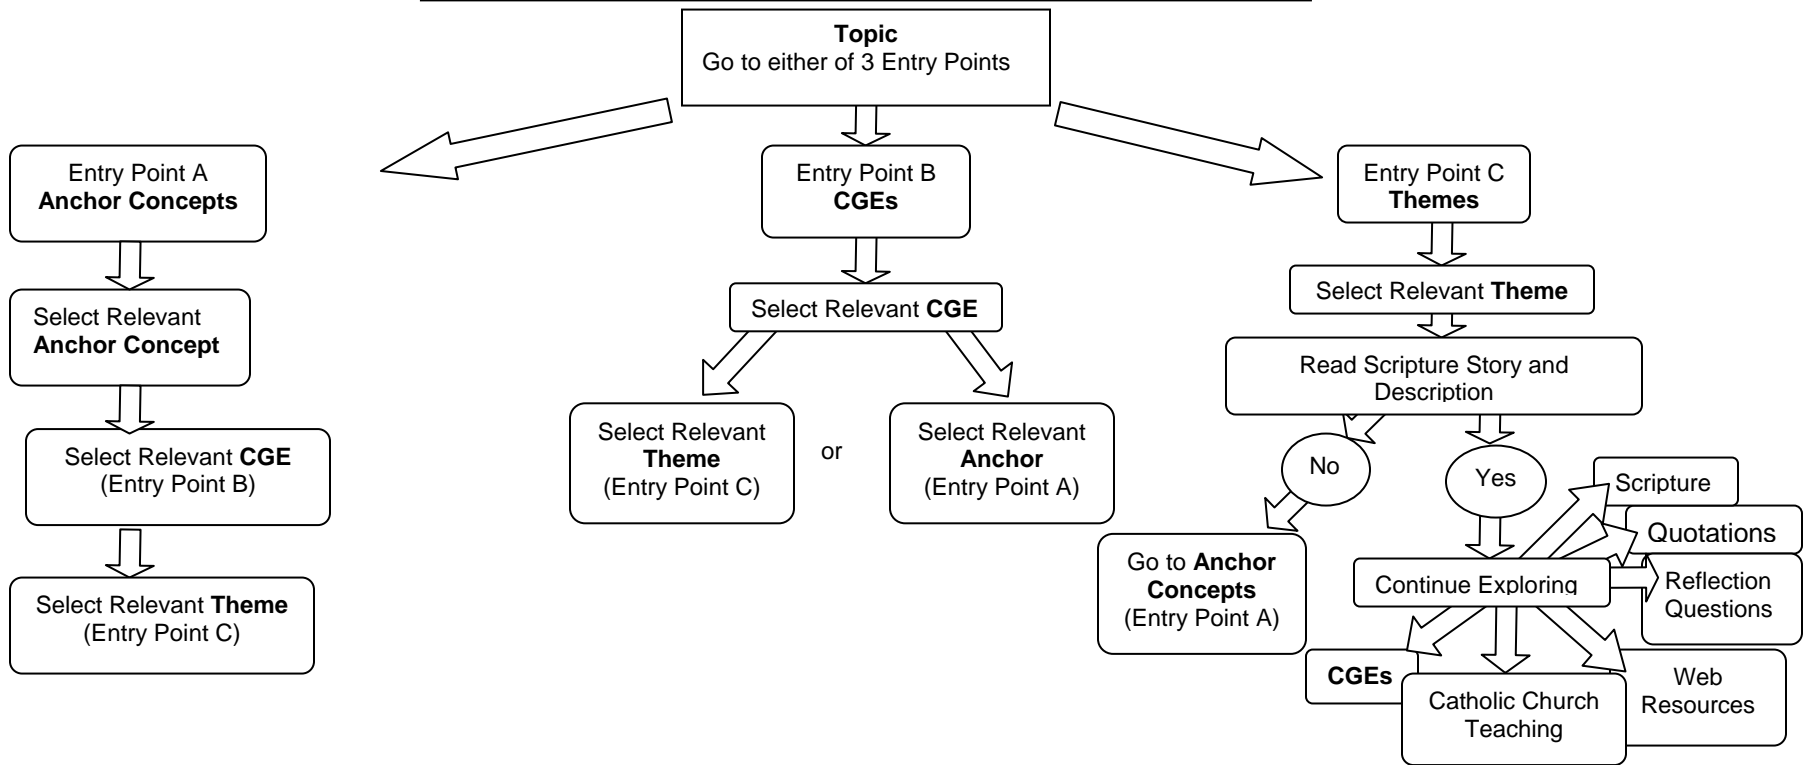 Topic
Go to either of 3 Entry Points
Entry Point A
Anchor Concepts
Select Relevant
Anchor Concept
Select Relevant CGE
(Entry Point B)
Select Relevant Theme
(Entry Point C)
Entry Point B
CGEs
Select Relevant CGE
Select Relevant
Theme
(Entry Point C)
or
Select Relevant
Anchor
(Entry Point A)
Entry Point C
Themes
Select Relevant Theme
Read Scripture Story and
Description
No
Yes
Go to Anchor
Concepts
(Entry Point A)
Continue Exploring
Scripture
Quotations
Reflection
Questions
CGEs
Catholic Church
Teaching
Web
Resources